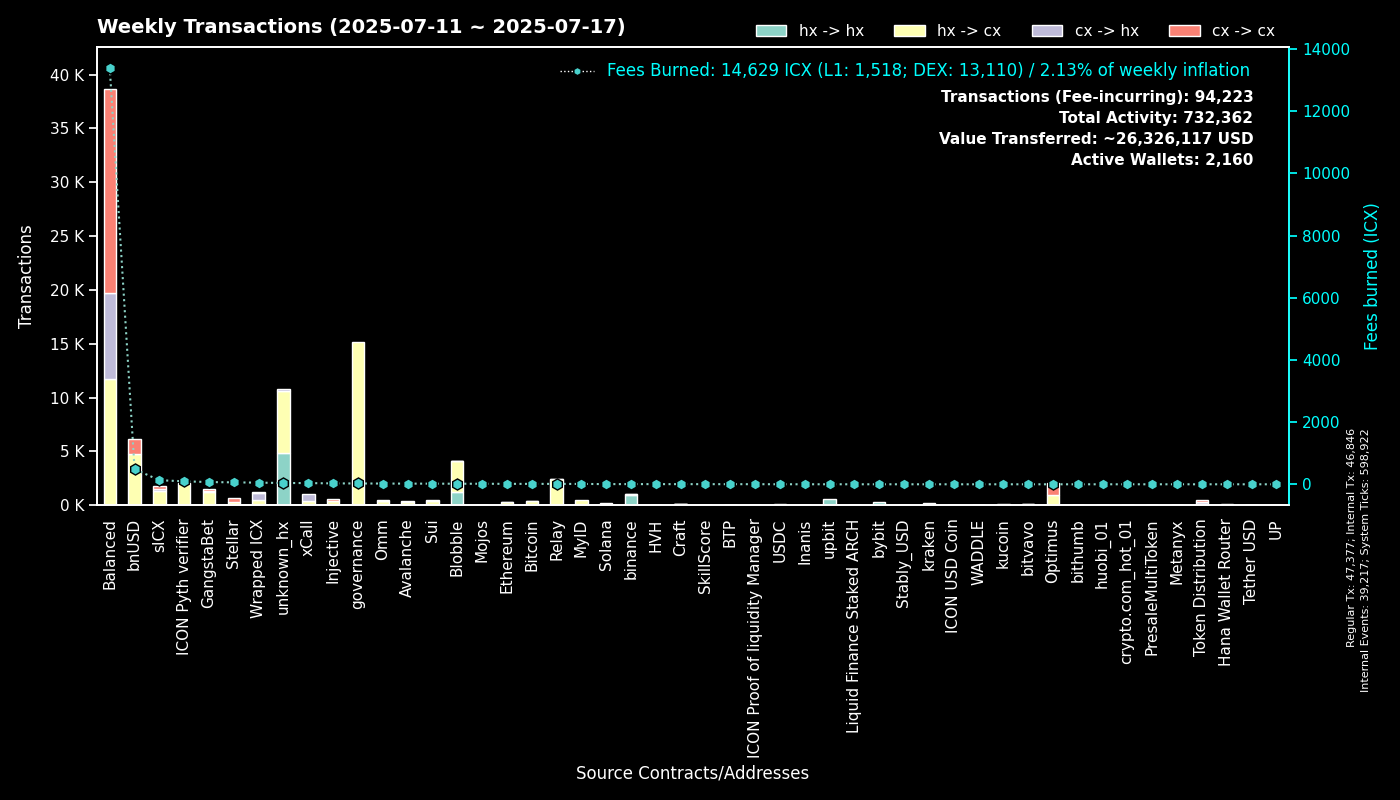 Weekly Transactions (2025-07-11 ~ 2025-07-17)
hx -> hx
hx -> cx
cx -> hx
cx -> cx
Fees Burned: 14,629 ICX (L1: 1,518; DEX: 13,110) / 2.13% of weekly inflation
Transactions (Fee-incurring): 94,223
Total Activity: 732,362
Value Transferred: ~26,326,117 USD
Active Wallets: 2,160
Transactions
40 K
35 K
30 K
25 K
20 K
15 K
10 K
5 K
0 K
14000
12000
10000
8000
6000
4000
2000
0
Fees burned (ICX)
Regular Tx: 47,377; Internal Tx: 46,846
Internal Events: 39,217; System Ticks: 598,922
Balanced
bnUSD
sICX
ICON Pyth verifier
GangstaBet
Stellar
Wrapped ICX
unknown_hx
xCall
Injective
governance
Omm
Avalanche
Sui
Blobble
Mojos
Ethereum
Bitcoin
Relay
MyID
Solana
binance
HVH
Craft
SkillScore
BTP
ICON Proof of liquidity Manager
USDC
Inanis
upbit
Liquid Finance Staked ARCH
bybit
Stably_USD
kraken
ICON USD Coin
WADDLE
kucoin
bitvavo
Optimus
bithumb
huobi_01
crypto.com_hot_01
PresaleMultiToken
Metanyx
Token Distribution
Hana Wallet Router
Tether USD
UP
Source Contracts/Addresses